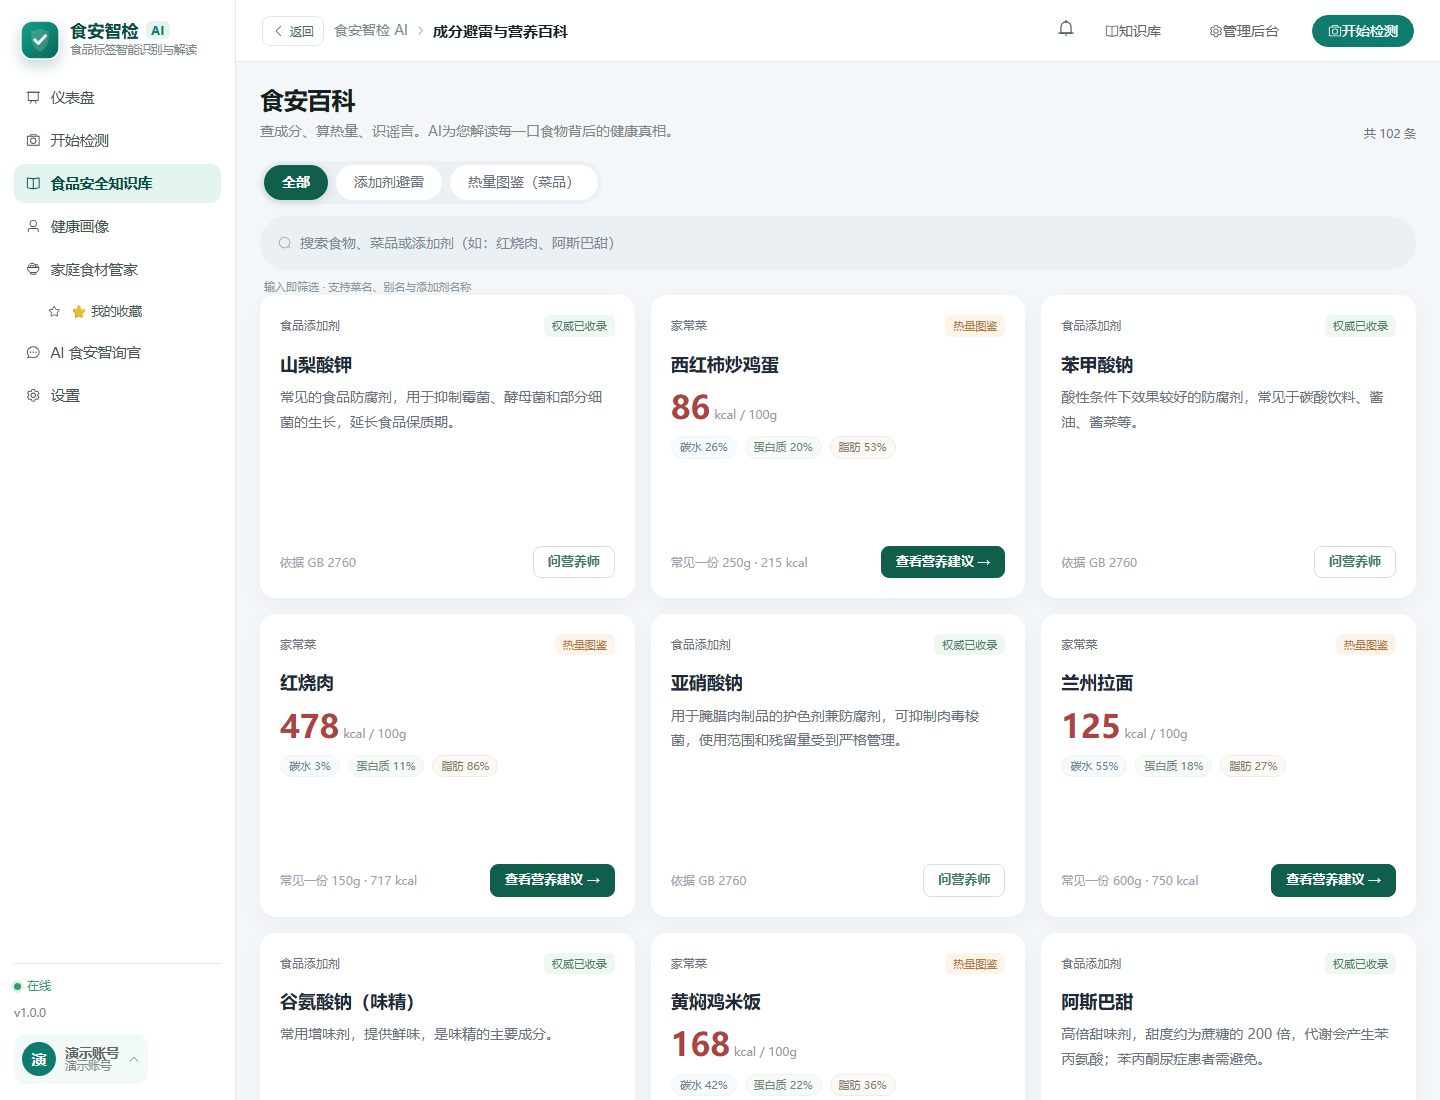 食安智检 AI
食品标签智能识别与解读
仪表盘
开始检测
食品安全知识库
健康画像
家庭食材管家
我的收藏
AI 食安智询官
设置
在线
v1.0.0
演
演示账号
演示账号
返回
食安智检 AI
成分避雷与营养百科
知识库
管理后台
开始检测
食安百科
查成分、算热量、识谣言。AI为您解读每一口食物背后的健康真相。
共 102 条
全部
添加剂避雷
热量图鉴（菜品）
搜索食物、菜品或添加剂（如：红烧肉、阿斯巴甜）
输入即筛选 · 支持菜名、别名与添加剂名称
食品添加剂
权威已收录
山梨酸钾
常见的食品防腐剂，用于抑制霉菌、酵母菌和部分细
菌的生长，延长食品保质期。
依据 GB 2760
问营养师
家常菜
热量图鉴
西红柿炒鸡蛋
86 kcal / 100g
碳水 26%
蛋白质 20%
脂肪 53%
常见一份 250g · 215 kcal
查看营养建议 →
食品添加剂
权威已收录
苯甲酸钠
酸性条件下效果较好的防腐剂，常见于碳酸饮料、酱
油、酱菜等。
依据 GB 2760
问营养师
家常菜
热量图鉴
红烧肉
478 kcal / 100g
碳水 3%
蛋白质 11%
脂肪 86%
常见一份 150g · 717 kcal
查看营养建议 →
食品添加剂
权威已收录
亚硝酸钠
用于腌腊肉制品的护色剂兼防腐剂，可抑制肉毒梭
菌，使用范围和残留量受到严格管理。
依据 GB 2760
问营养师
家常菜
热量图鉴
兰州拉面
125 kcal / 100g
碳水 55%
蛋白质 18%
脂肪 27%
常见一份 600g · 750 kcal
查看营养建议 →
食品添加剂
权威已收录
谷氨酸钠（味精）
常用增味剂，提供鲜味，是味精的主要成分。
家常菜
热量图鉴
黄焖鸡米饭
168 kcal / 100g
碳水 42%
蛋白质 22%
脂肪 36%
食品添加剂
权威已收录
阿斯巴甜
高倍甜味剂，甜度约为蔗糖的 200 倍，代谢会产生苯
丙氨酸；苯丙酮尿症患者需避免。